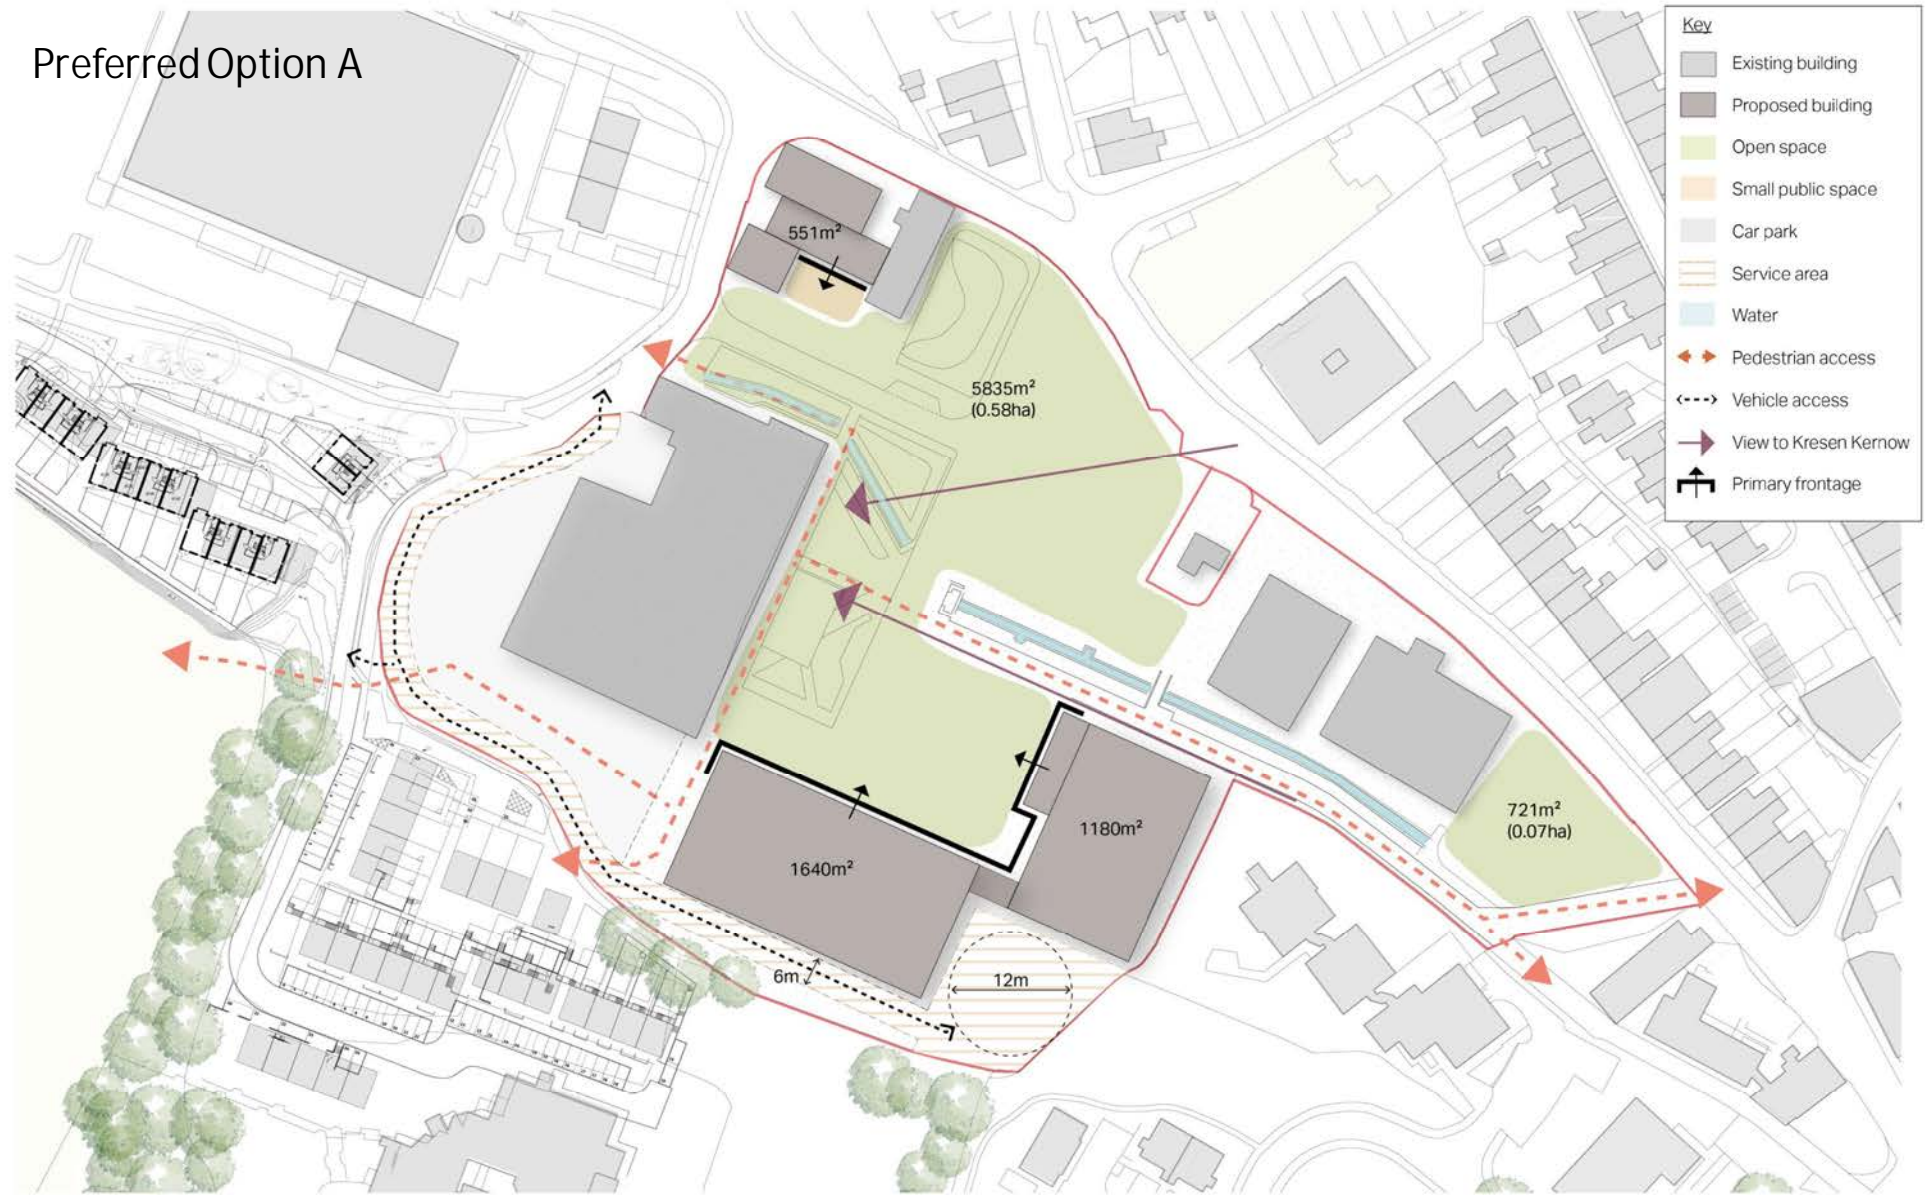 Preferred Option A
Key
Existing building
Proposed building
Open space
Small public space
Car park
Service area
Water
Pedestrian access
Vehicle access
View to Kresen Kernow
Primary frontage
551m²
5835m²
(0.58ha)
721m²
(0.07ha)
1180m²
1640m²
6m
12m